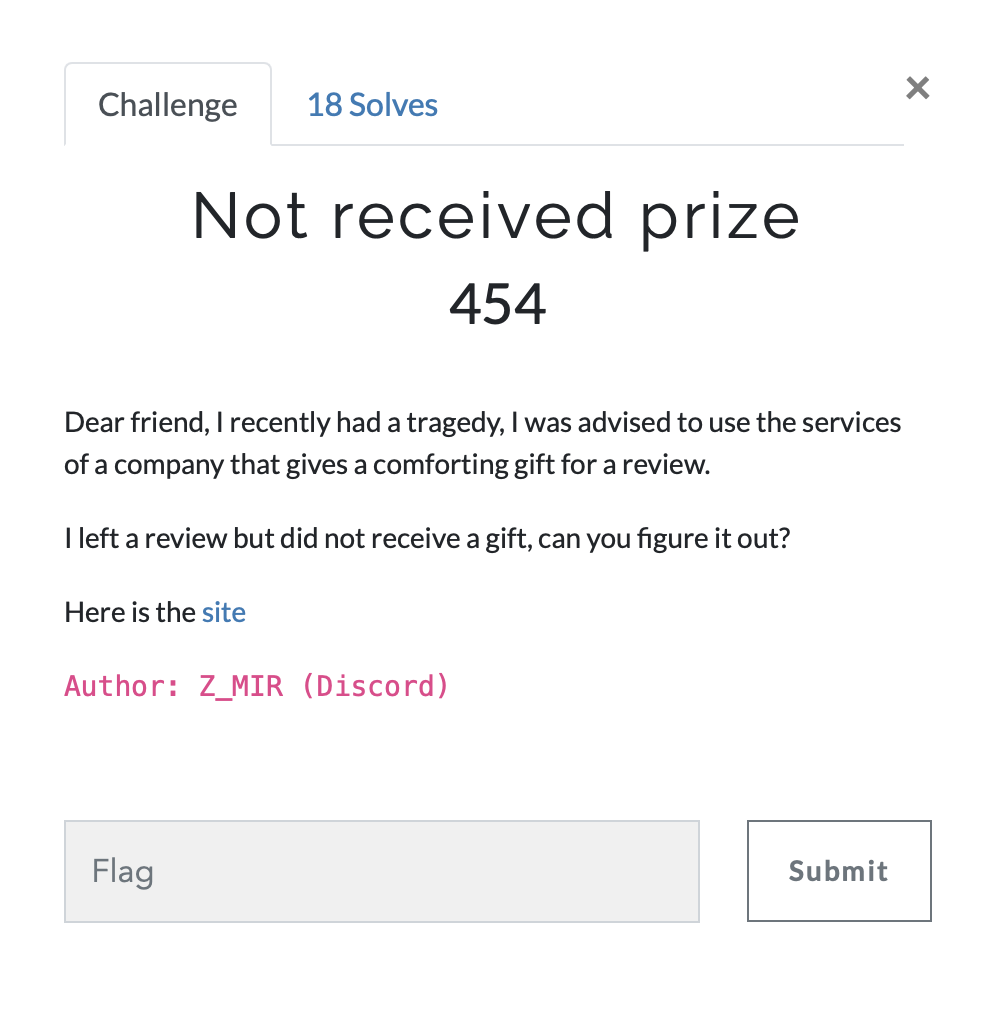 Challenge
18 Solves
×
Not received prize
454
Dear friend, I recently had a tragedy, I was advised to use the services
of a company that gives a comforting gift for a review.
I left a review but did not receive a gift, can you figure it out?
Here is the site
Author: Z_MIR (Discord)
Flag
Submit